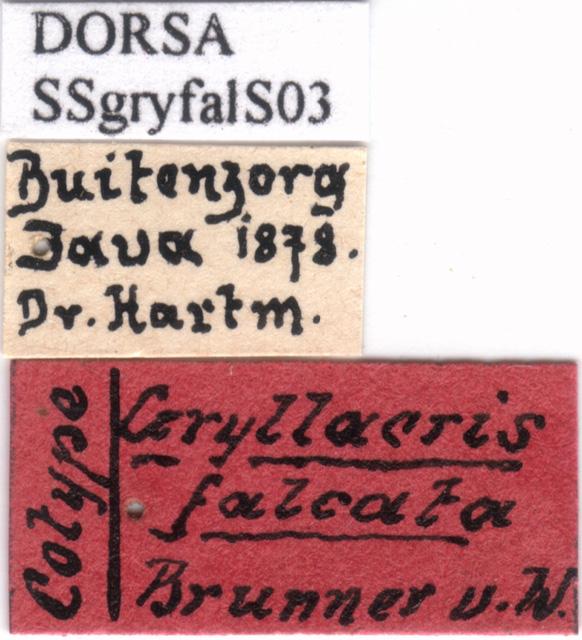 DORSA
SSgryfalS03
Buitenzorg
Java 1878.
Dr. Hartm.
Cotype
Gryllacris
falcata
Brunner v. W.